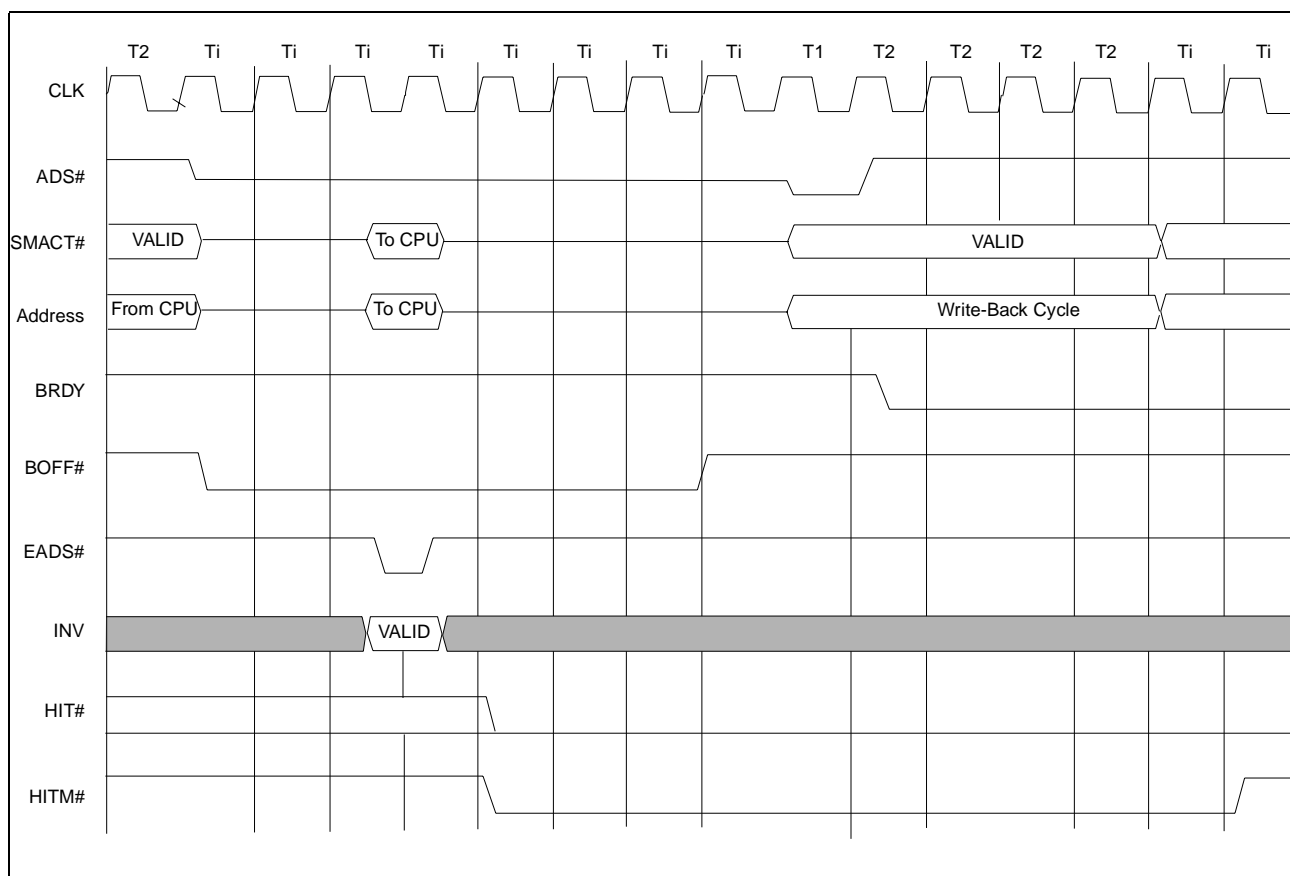 T2 Ti Ti Ti Ti Ti Ti Ti Ti T1 T2 T2 T2 T2 Ti Ti
CLK
ADS#
SMACT# VALID To CPU VALID
Address From CPU To CPU Write-Back Cycle
BRDY
BOFF#
EADS#
INV VALID
HIT#
HITM#